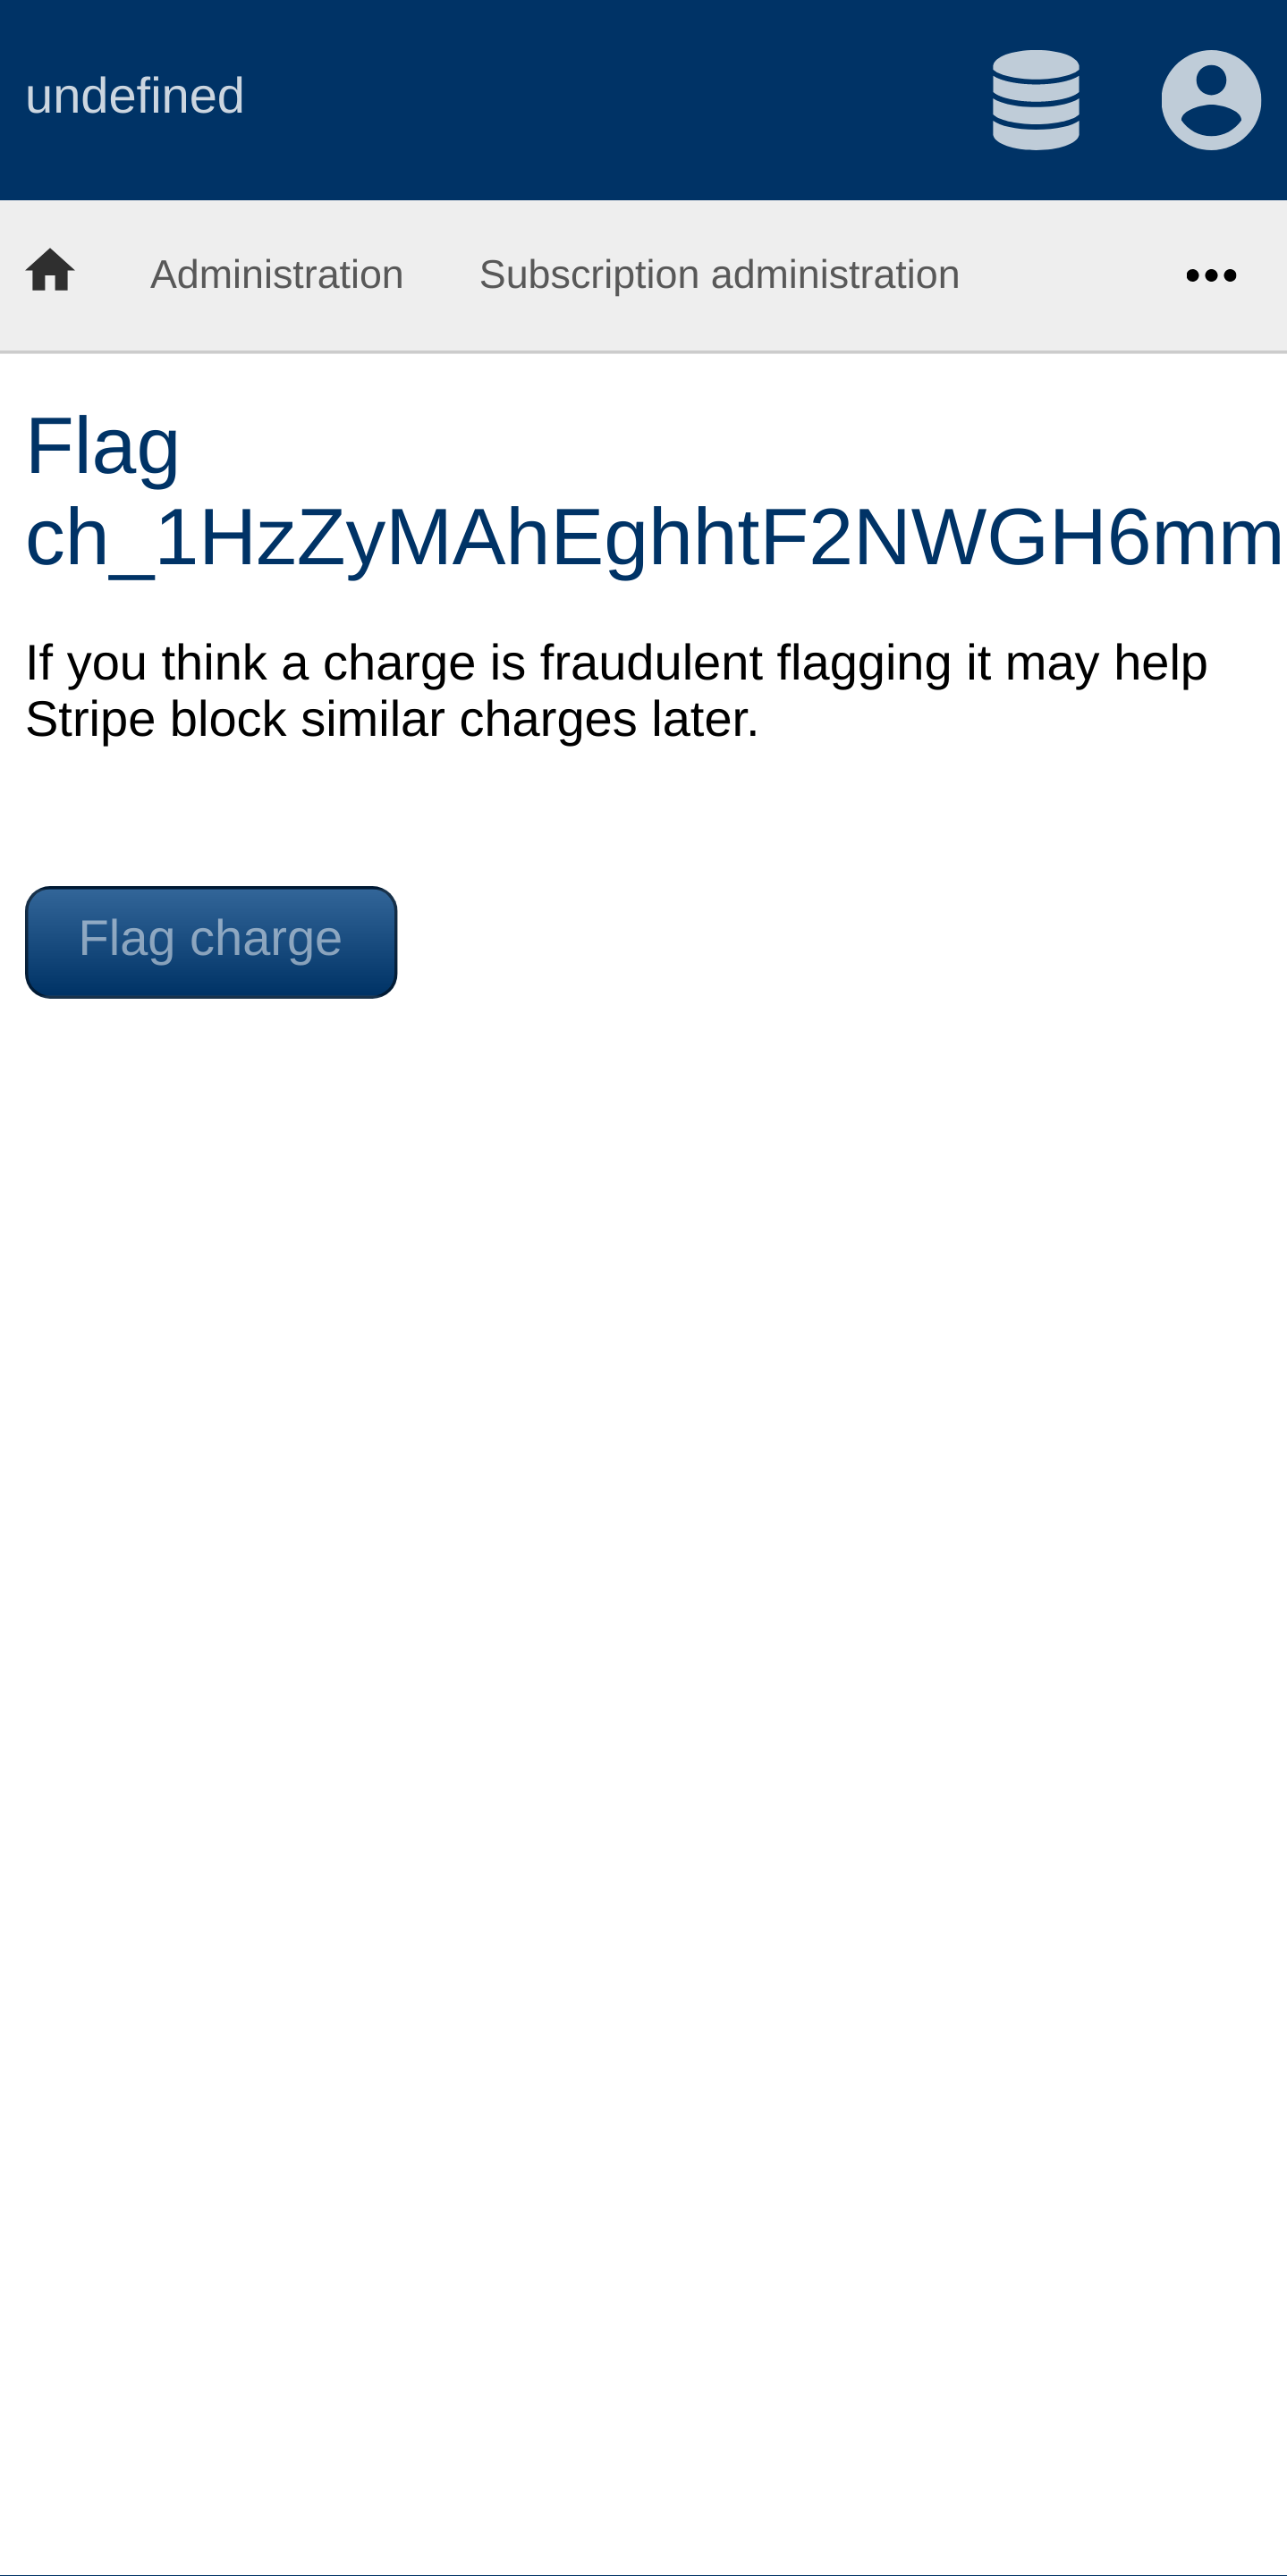 undefined
Administration Subscription administration
Flag
ch_1HzZyMAhEghhtF2NWGH6mm
If you think a charge is fraudulent flagging it may help
Stripe block similar charges later.
Flag charge